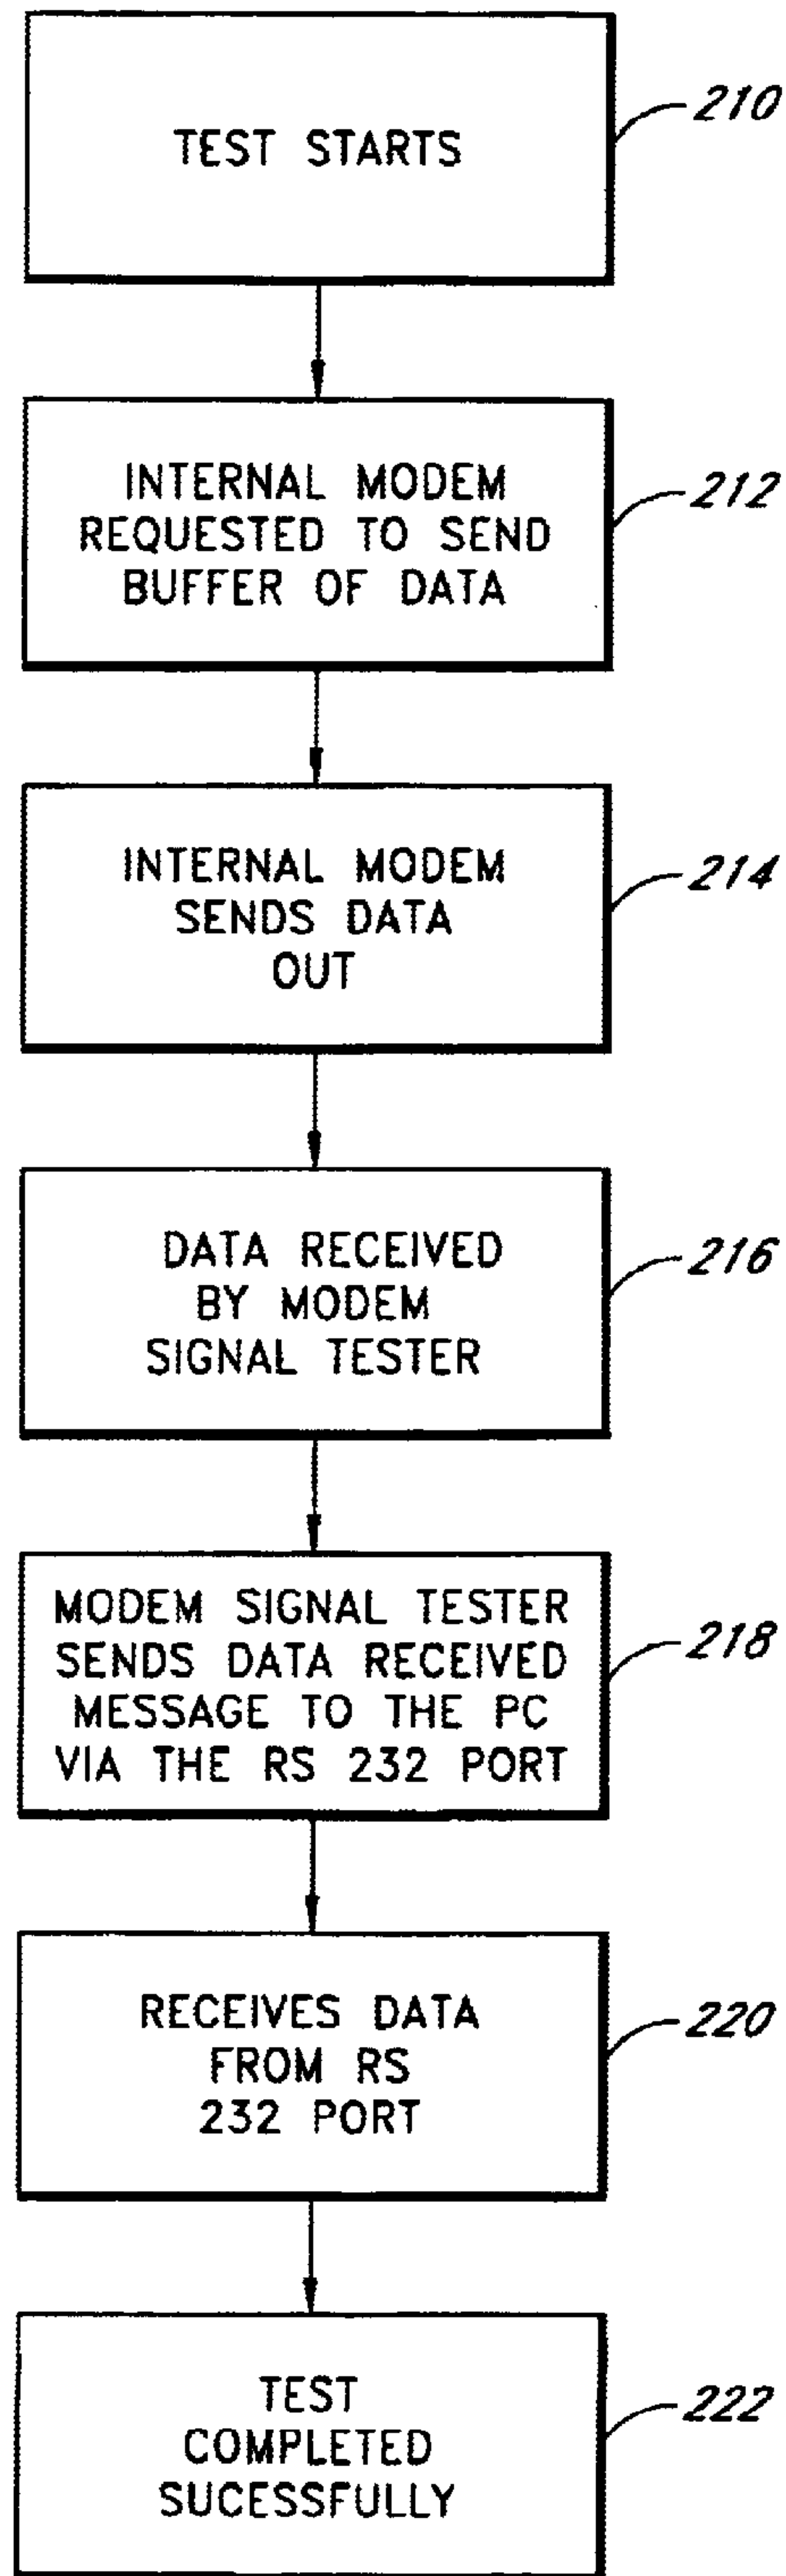 TEST STARTS
210
INTERNAL MODEM
REQUESTED TO SEND
BUFFER OF DATA
212
INTERNAL MODEM
SENDS DATA
OUT
214
DATA RECEIVED
BY MODEM
SIGNAL TESTER
216
MODEM SIGNAL TESTER
SENDS DATA RECEIVED
MESSAGE TO THE PC
VIA THE RS 232 PORT
218
RECEIVES DATA
FROM RS
232 PORT
220
TEST
COMPLETED
SUCESSFULLY
222